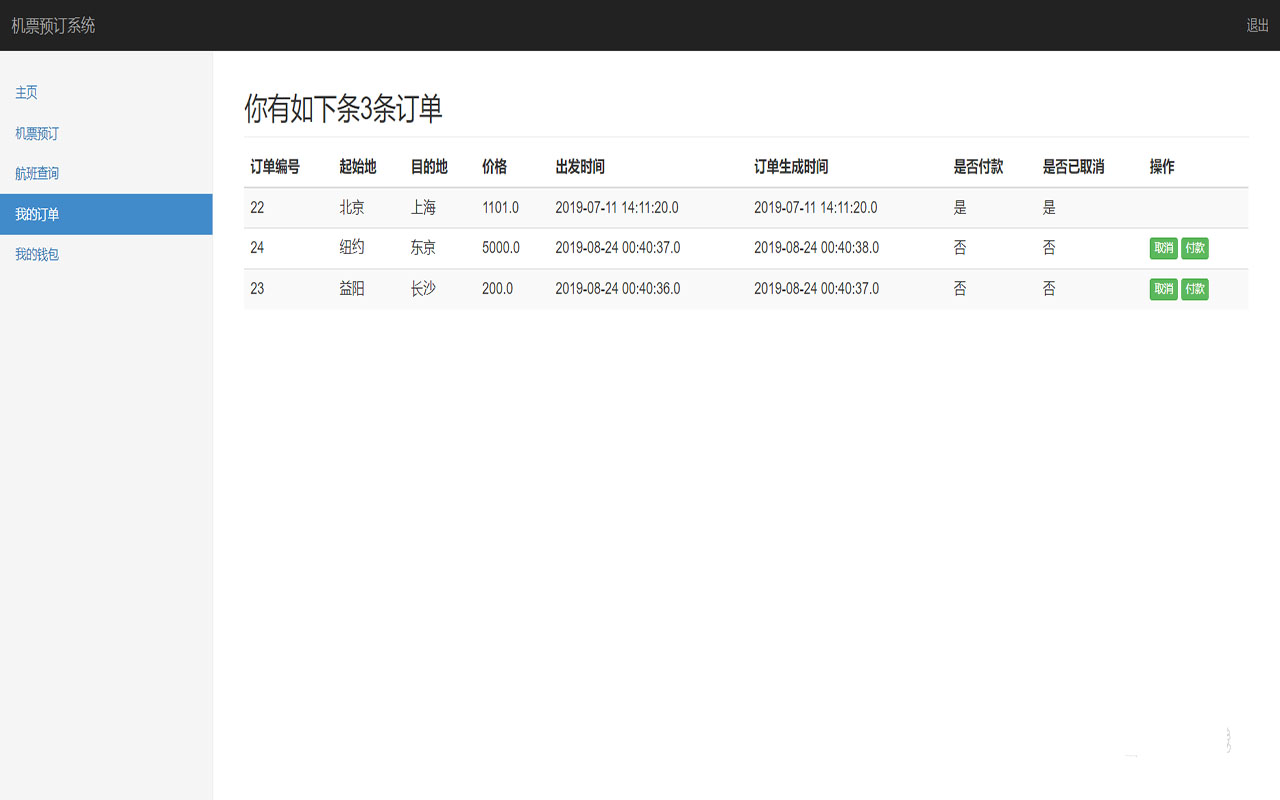 机票预订系统 退出
主页
机票预订
航班查询
我的订单
我的钱包
你有如下条3条订单
订单编号 起始地 目的地 价格 出发时间 订单生成时间 是否付款 是否已取消 操作
22 北京 上海 1101.0 2019-07-11 14:11:20.0 2019-07-11 14:11:20.0 是 是
24 纽约 东京 5000.0 2019-08-24 00:40:37.0 2019-08-24 00:40:38.0 否 否 取消 付款
23 益阳 长沙 200.0 2019-08-24 00:40:36.0 2019-08-24 00:40:37.0 否 否 取消 付款